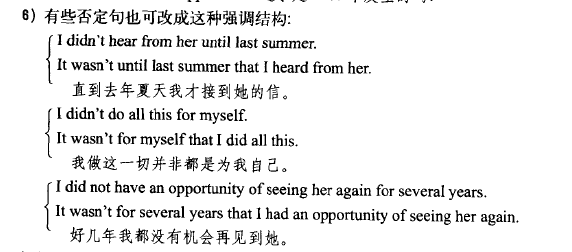 6) 有些否定句也可改成这种强调结构:
I didn't hear from her until last summer.
It wasn't until last summer that I heard from her.
直到去年夏天我才接到她的信。
I didn't do all this for myself.
It wasn't for myself that I did all this.
我做这一切并非都是为我自己。
I did not have an opportunity of seeing her again for several years.
It wasn't for several years that I had an opportunity of seeing her again.
好几年我都没有机会再见到她。